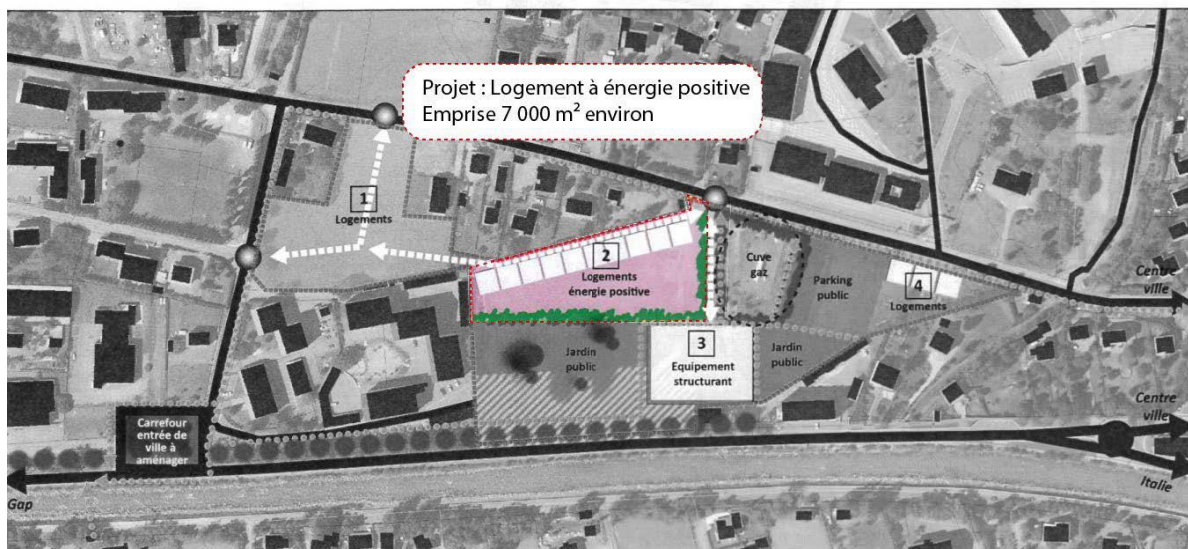 Projet : Logement à énergie positive
Emprise 7 000 m² environ
1
Logements
2
Logements
énergie positive
Cuve
gaz
Parking
public
4
Logements
Centre
ville
3
Equipement
structurant
Jardin
public
Jardin
public
Carrefour
entrée de
ville à
aménager
Centre
ville
Gap
Italie